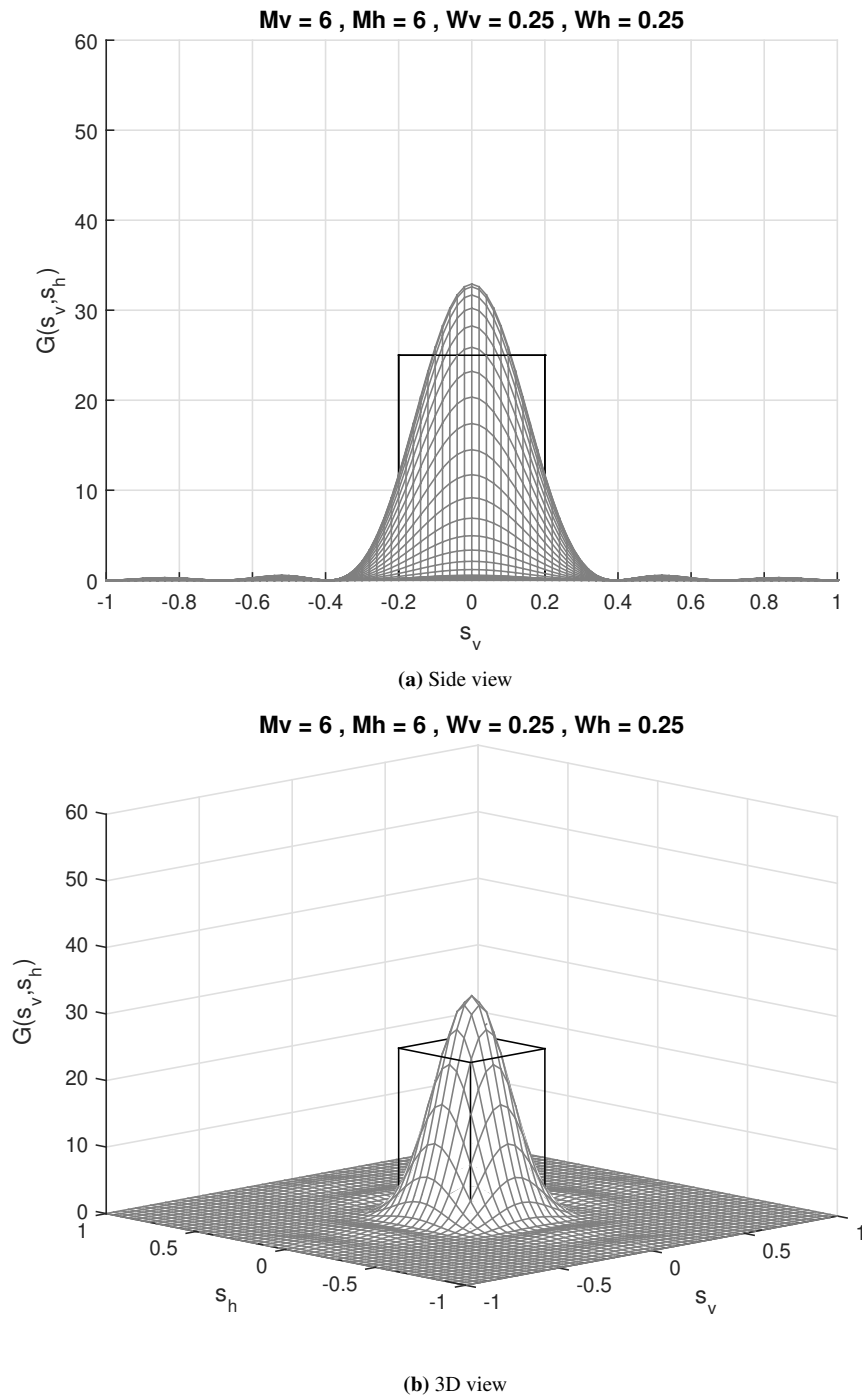 Mv = 6 , Mh = 6 , Wv = 0.25 , Wh = 0.25
60
50
40
30
20
10
0
G(s_v,s_h)
-1 -0.8 -0.6 -0.4 -0.2 0 0.2 0.4 0.6 0.8 1
s_v
(a) Side view
Mv = 6 , Mh = 6 , Wv = 0.25 , Wh = 0.25
60
50
40
30
20
10
0
G(s_v,s_h)
1 0.5 0 -0.5 -1
s_h
-1 -0.5 0 0.5 1
s_v
(b) 3D view